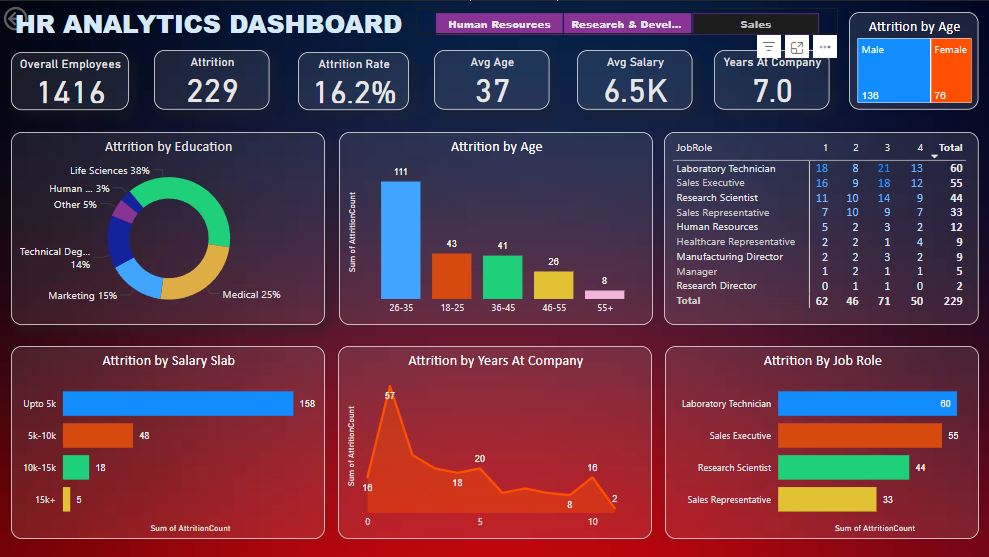 HR ANALYTICS DASHBOARD
Human Resources
Research & Devel...
Sales
Overall Employees
1416
Attrition
229
Attrition Rate
16.2%
Avg Age
37
Avg Salary
6.5K
Years At Company
7.0
Attrition by Age
Male Female
136 76
Attrition by Education
Life Sciences 38%
Human ... 3%
Other 5%
Technical Deg...
14%
Marketing 15%
Medical 25%
Attrition by Age
Sum of AttritionCount
111
43
41
26
8
26-35 18-25 36-45 46-55 55+
JobRole 1 2 3 4 Total
Laboratory Technician 18 8 21 13 60
Sales Executive 16 9 18 12 55
Research Scientist 11 10 14 9 44
Sales Representative 7 10 9 7 33
Human Resources 5 2 3 2 12
Healthcare Representative 2 2 1 4 9
Manufacturing Director 2 2 3 2 9
Manager 1 2 1 1 5
Research Director 0 1 1 0 2
Total 62 46 71 50 229
Attrition by Salary Slab
Upto 5k 158
5k-10k 48
10k-15k 18
15k+ 5
Sum of AttritionCount
Attrition by Years At Company
Sum of AttritionCount
16
57
18
20
8
16
2
0 5 10
Attrition By Job Role
Laboratory Technician 60
Sales Executive 55
Research Scientist 44
Sales Representative 33
Sum of AttritionCount